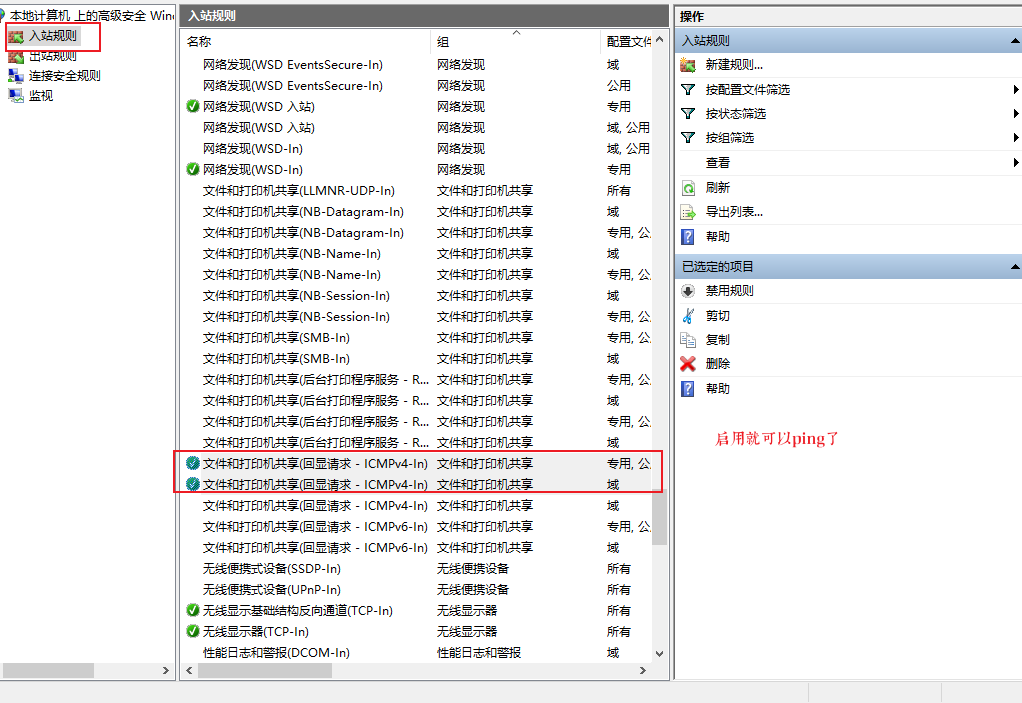 本地计算机 上的高级安全 Win
入站规则
出站规则
连接安全规则
监视
入站规则
名称 组 配置文件
网络发现(WSD EventsSecure-In) 网络发现 域
网络发现(WSD EventsSecure-In) 网络发现 公用
网络发现(WSD 入站) 网络发现 专用
网络发现(WSD 入站) 网络发现 域, 公用
网络发现(WSD-In) 网络发现 域, 公用
网络发现(WSD-In) 网络发现 专用
文件和打印机共享(LLMNR-UDP-In) 文件和打印机共享 所有
文件和打印机共享(NB-Datagram-In) 文件和打印机共享 域
文件和打印机共享(NB-Datagram-In) 文件和打印机共享 专用, 公
文件和打印机共享(NB-Name-In) 文件和打印机共享 域
文件和打印机共享(NB-Name-In) 文件和打印机共享 专用, 公
文件和打印机共享(NB-Session-In) 文件和打印机共享 域
文件和打印机共享(NB-Session-In) 文件和打印机共享 专用, 公
文件和打印机共享(SMB-In) 文件和打印机共享 专用, 公
文件和打印机共享(SMB-In) 文件和打印机共享 域
文件和打印机共享(后台打印程序服务 - R... 文件和打印机共享 专用, 公
文件和打印机共享(后台打印程序服务 - R... 文件和打印机共享 域
文件和打印机共享(后台打印程序服务 - R... 文件和打印机共享 专用, 公
文件和打印机共享(后台打印程序服务 - R... 文件和打印机共享 域
文件和打印机共享(回显请求 - ICMPv4-In) 文件和打印机共享 专用, 公
文件和打印机共享(回显请求 - ICMPv4-In) 文件和打印机共享 域
文件和打印机共享(回显请求 - ICMPv4-In) 文件和打印机共享 域
文件和打印机共享(回显请求 - ICMPv6-In) 文件和打印机共享 专用, 公
文件和打印机共享(回显请求 - ICMPv6-In) 文件和打印机共享 域
无线便携式设备(SSDP-In) 无线便携设备 所有
无线便携式设备(UPnP-In) 无线便携设备 所有
无线显示基础结构反向通道(TCP-In) 无线显示器 所有
无线显示器(TCP-In) 无线显示器 所有
性能日志和警报(DCOM-In) 性能日志和警报 域
操作
入站规则
新建规则...
按配置文件筛选
按状态筛选
按组筛选
查看
刷新
导出列表...
帮助
已选定的项目
禁用规则
剪切
复制
删除
帮助
启用就可以ping了